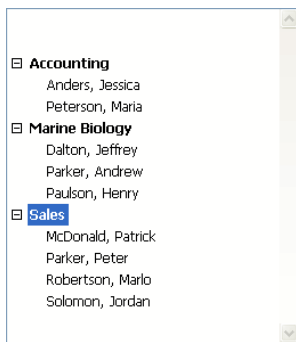 Accounting
Anders, Jessica
Peterson, Maria
Marine Biology
Dalton, Jeffrey
Parker, Andrew
Paulson, Henry
Sales
McDonald, Patrick
Parker, Peter
Robertson, Marlo
Solomon, Jordan